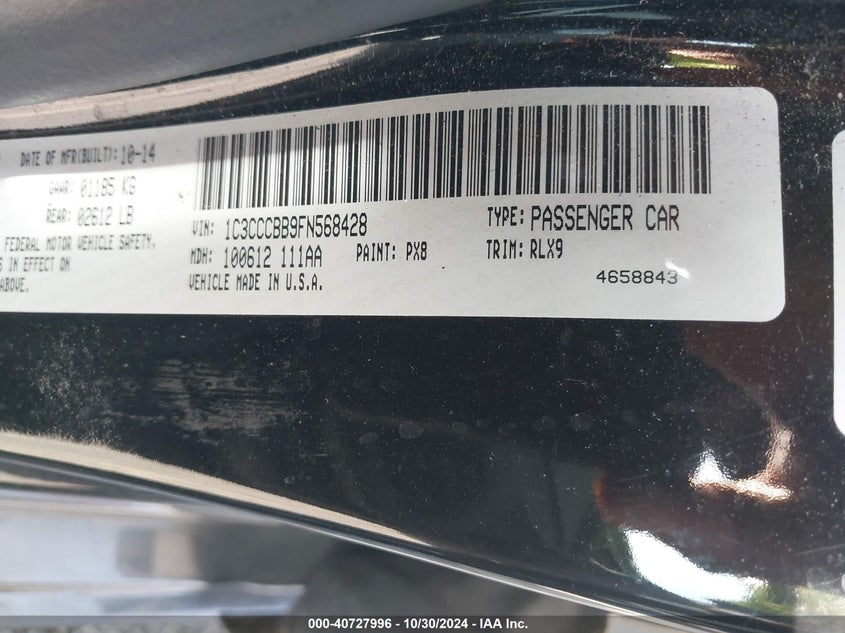 DATE OF MFR(BUILT): 10-14
GAWR: 01185 KG
REAR: 02612 LB
FEDERAL MOTOR VEHICLE SAFETY,
S IN EFFECT ON
ABOVE.
VIN: 1C3CCCBB9FN568428 TYPE: PASSENGER CAR
MDH: 100612 111AA PAINT: PX8 TRIM: RLX9
VEHICLE MADE IN U.S.A. 4658843
000-40727996 - 10/30/2024 - IAA Inc.